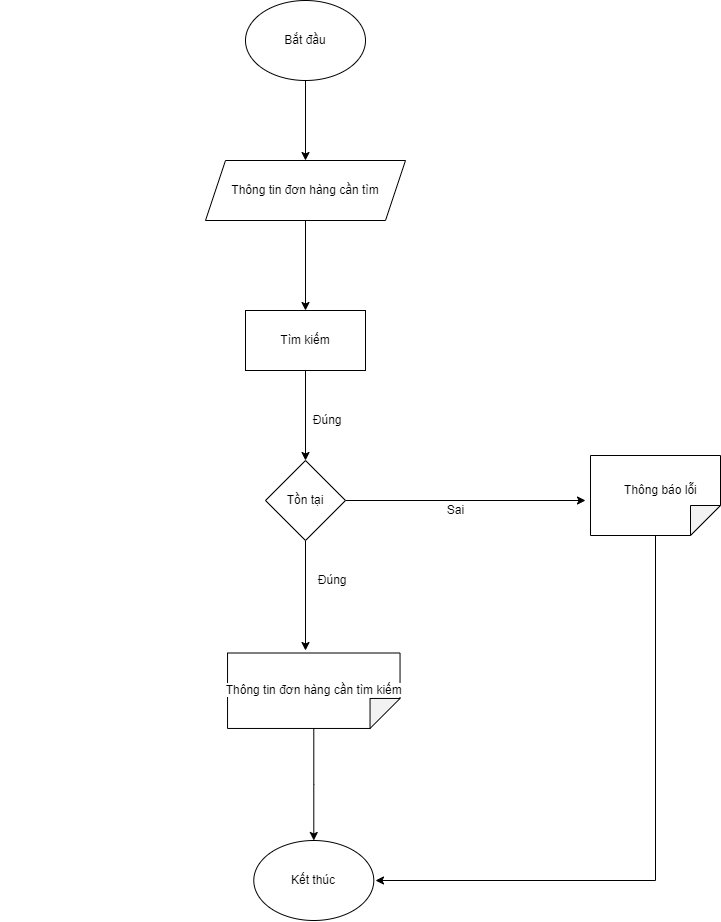 Bắt đầu
Thông tin đơn hàng cần tìm
Tìm kiếm
Đúng
Tồn tại
Sai
Thông báo lỗi
Đúng
Thông tin đơn hàng cần tìm kiếm
Kết thúc